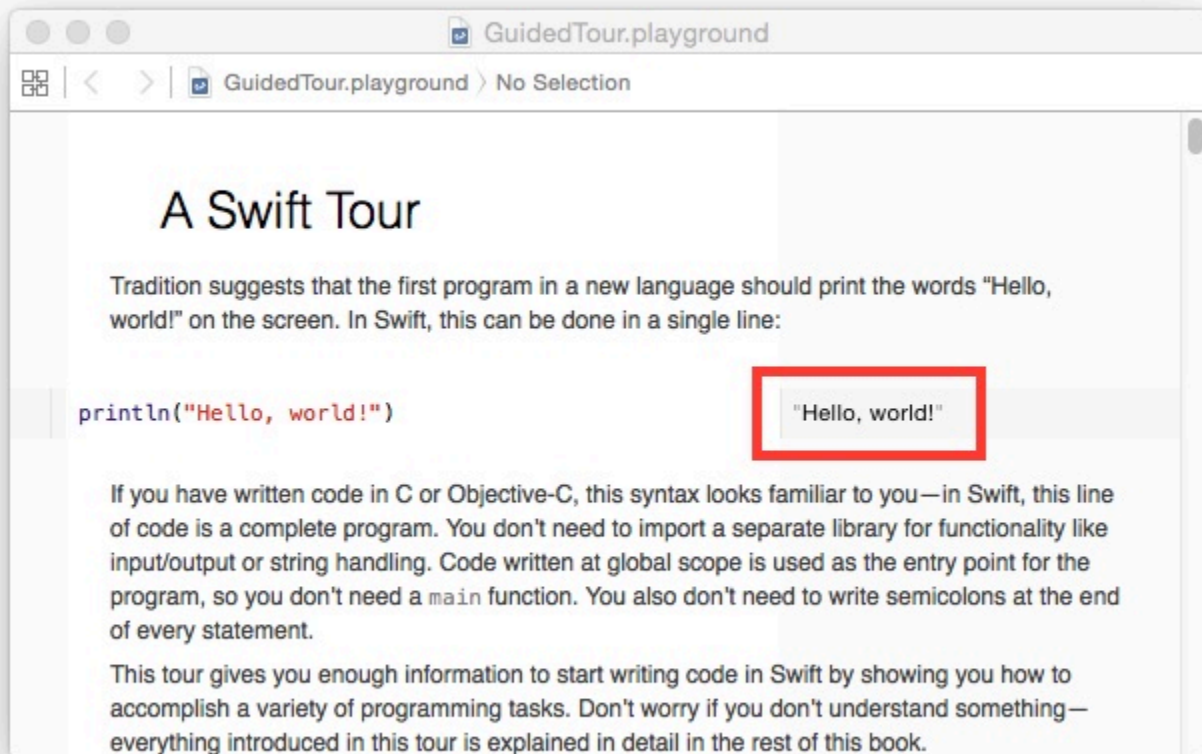 GuidedTour.playground
GuidedTour.playground 〉 No Selection
A Swift Tour
Tradition suggests that the first program in a new language should print the words “Hello,
world!” on the screen. In Swift, this can be done in a single line:
println("Hello, world!")
"Hello, world!"
If you have written code in C or Objective-C, this syntax looks familiar to you—in Swift, this line
of code is a complete program. You don’t need to import a separate library for functionality like
input/output or string handling. Code written at global scope is used as the entry point for the
program, so you don’t need a main function. You also don’t need to write semicolons at the end
of every statement.
This tour gives you enough information to start writing code in Swift by showing you how to
accomplish a variety of programming tasks. Don’t worry if you don’t understand something—
everything introduced in this tour is explained in detail in the rest of this book.